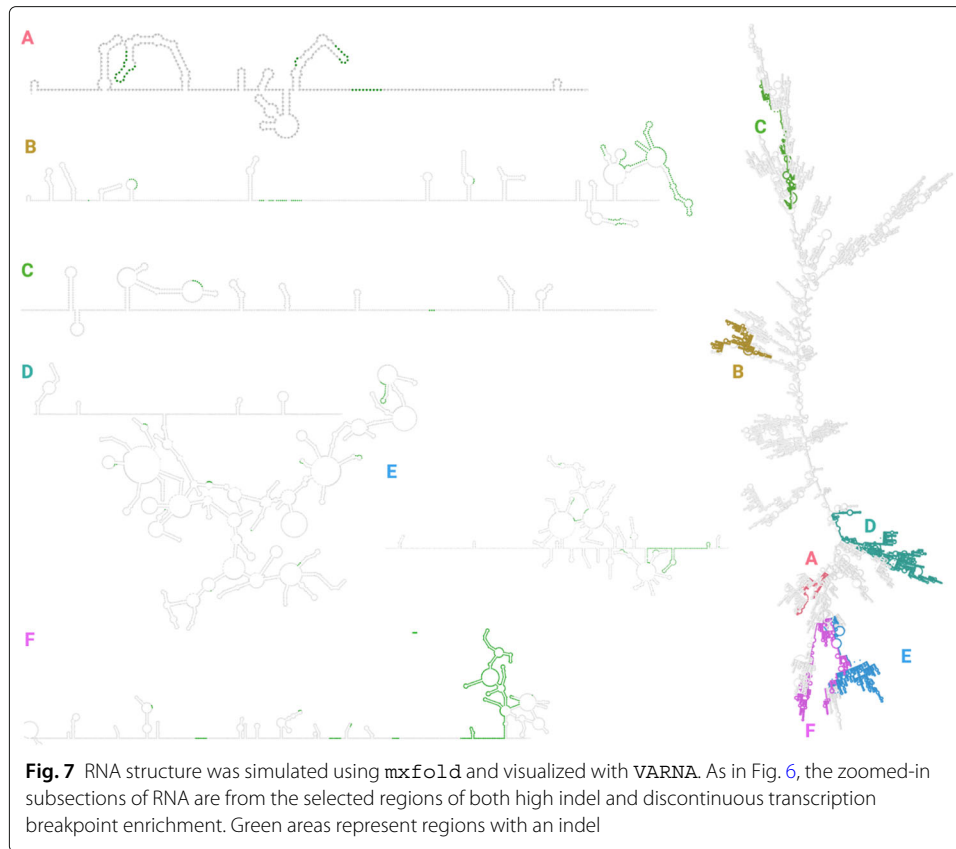 A
B
C
D
E
F
C
B
D
A
E
F
Fig. 7 RNA structure was simulated using mxfold and visualized with VARNA. As in Fig. 6, the zoomed-in
subsections of RNA are from the selected regions of both high indel and discontinuous transcription
breakpoint enrichment. Green areas represent regions with an indel